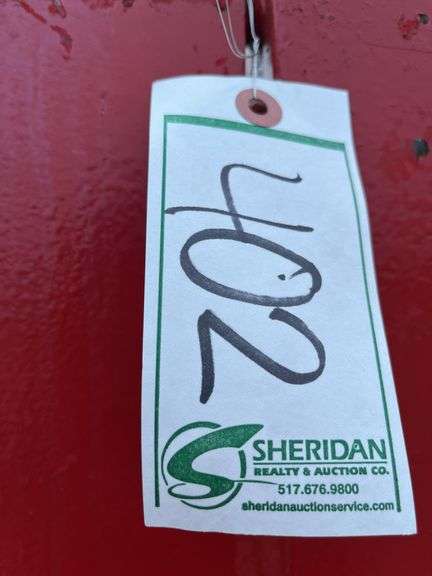 402
SHERIDAN
REALTY & AUCTION CO.
517.676.9800
sheridanauctionservice.com